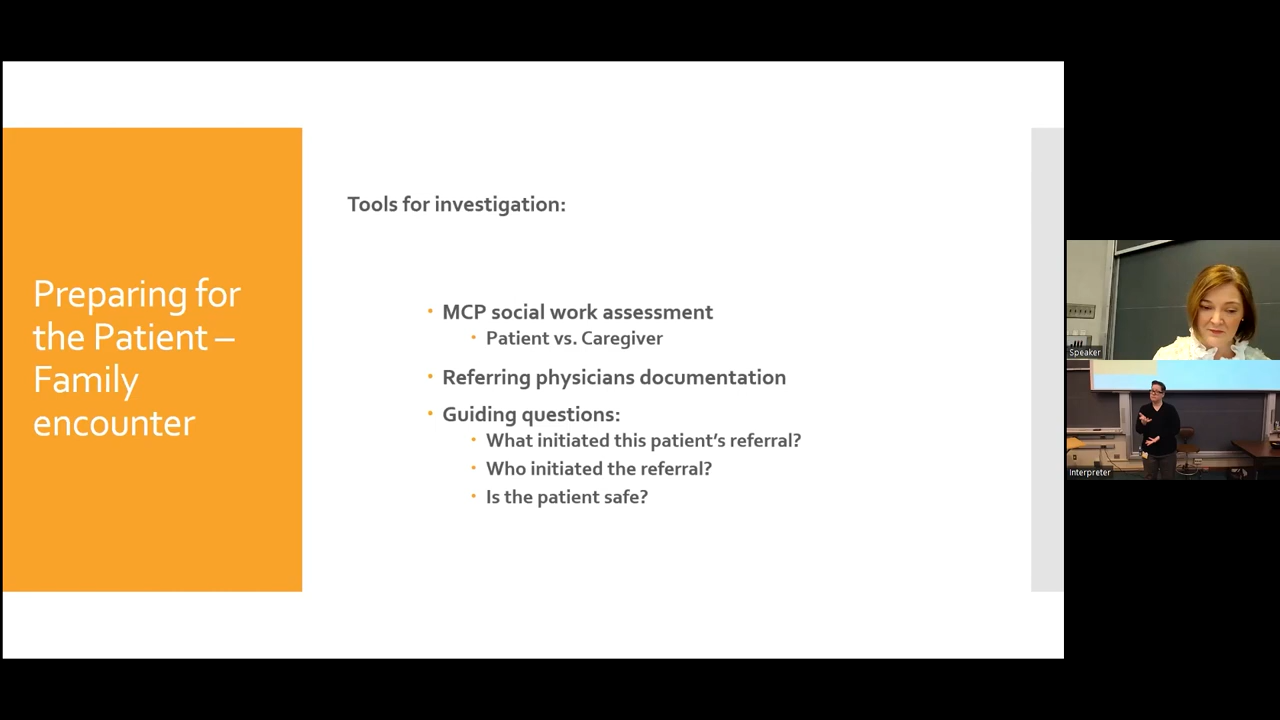 Preparing for
the Patient –
Family
encounter
Tools for investigation:
MCP social work assessment
Patient vs. Caregiver
Referring physicians documentation
Guiding questions:
What initiated this patient's referral?
Who initiated the referral?
Is the patient safe?
Speaker
Interpreter